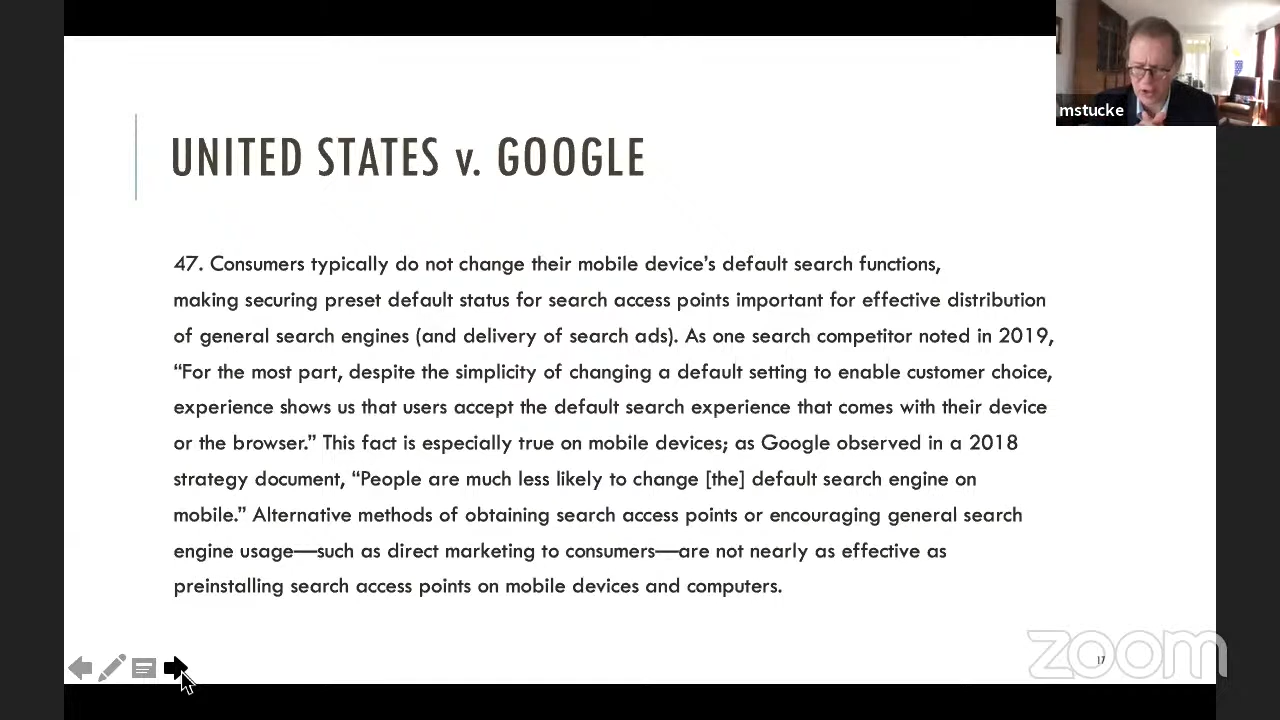 mstucke
UNITED STATES v. GOOGLE
47. Consumers typically do not change their mobile device’s default search functions,
making securing preset default status for search access points important for effective distribution
of general search engines (and delivery of search ads). As one search competitor noted in 2019,
“For the most part, despite the simplicity of changing a default setting to enable customer choice,
experience shows us that users accept the default search experience that comes with their device
or the browser.” This fact is especially true on mobile devices; as Google observed in a 2018
strategy document, “People are much less likely to change [the] default search engine on
mobile.” Alternative methods of obtaining search access points or encouraging general search
engine usage—such as direct marketing to consumers—are not nearly as effective as
preinstalling search access points on mobile devices and computers.
zoom
17